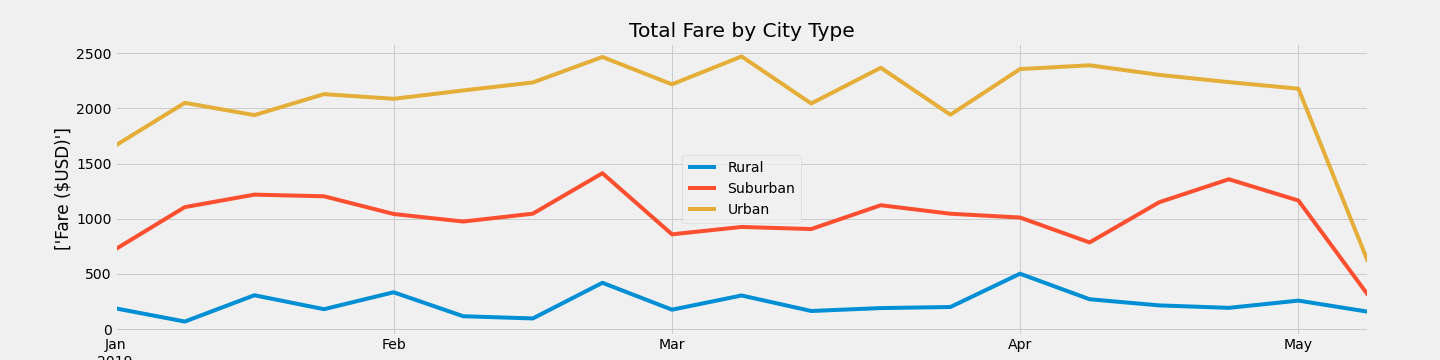 Total Fare by City Type
['Fare ($USD)']
2500
2000
1500
1000
500
0
Rural
Suburban
Urban
Jan Feb Mar Apr May
2019